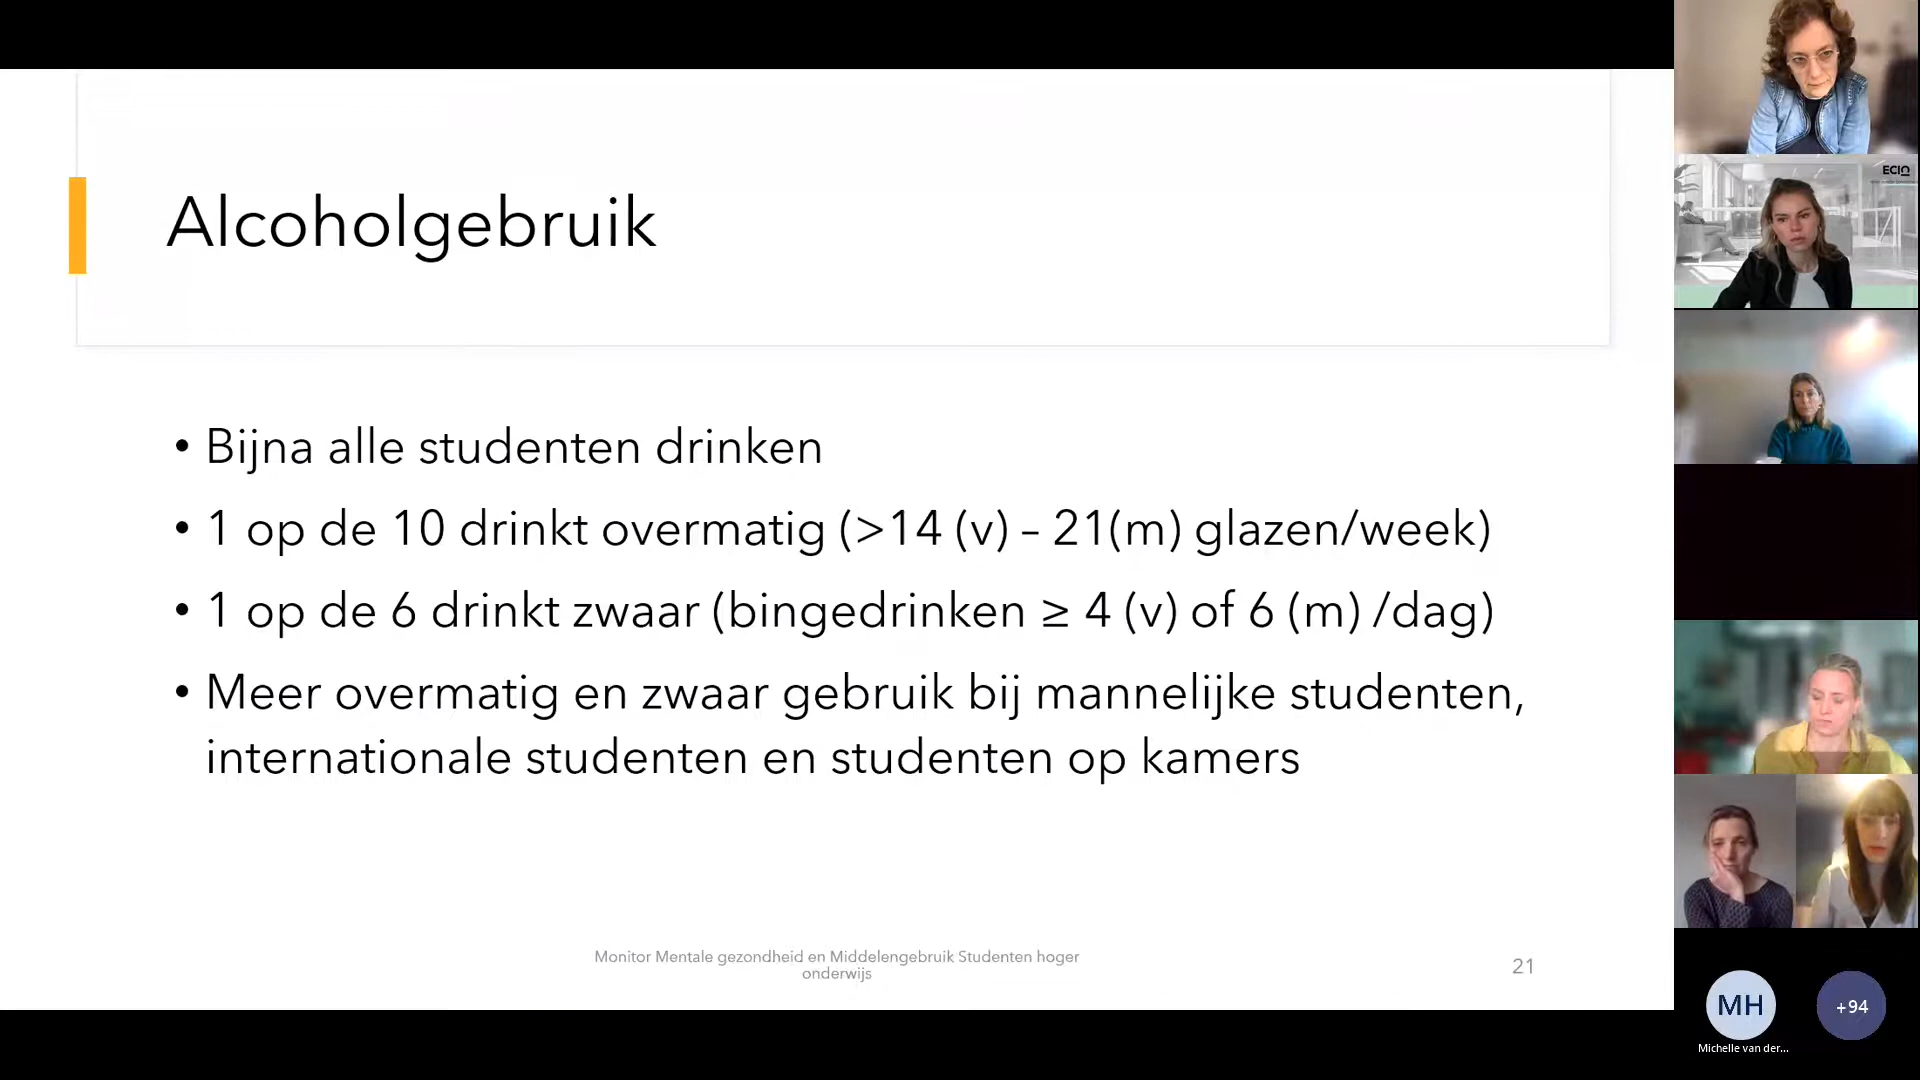 Alcoholgebruik
• Bijna alle studenten drinken
• 1 op de 10 drinkt overmatig (>14 (v) – 21(m) glazen/week)
• 1 op de 6 drinkt zwaar (bingedrinken ≥ 4 (v) of 6 (m) /dag)
• Meer overmatig en zwaar gebruik bij mannelijke studenten,
internationale studenten en studenten op kamers
Monitor Mentale gezondheid en Middelengebruik Studenten hoger
onderwijs
21
ECIO
MH
+94
Michelle van der...